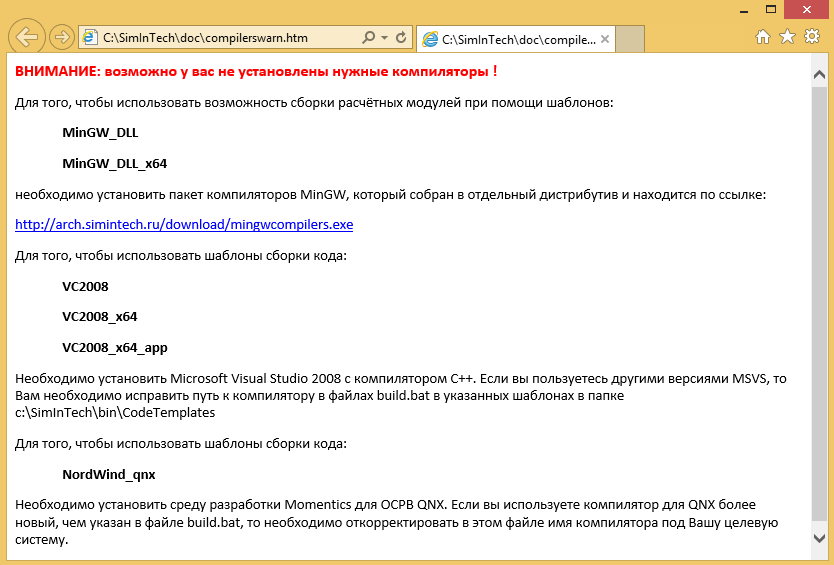 C:\SimInTech\doc\compilerswarn.htm
C:\SimInTech\doc\compile...
ВНИМАНИЕ: возможно у вас не установлены нужные компиляторы !
Для того, чтобы использовать возможность сборки расчётных модулей при помощи шаблонов:
MinGW_DLL
MinGW_DLL_x64
необходимо установить пакет компиляторов MinGW, который собран в отдельный дистрибутив и находится по ссылке:
http://arch.simintech.ru/download/mingwcompilers.exe
Для того, чтобы использовать шаблоны сборки кода:
VC2008
VC2008_x64
VC2008_x64_app
Необходимо установить Microsoft Visual Studio 2008 с компилятором C++. Если вы пользуетесь другими версиями MSVS, то
Вам необходимо исправить путь к компилятору в файлах build.bat в указанных шаблонах в папке
c:\SimInTech\bin\CodeTemplates
Для того, чтобы использовать шаблоны сборки кода:
NordWind_qnx
Необходимо установить среду разработки Momentics для ОСРВ QNX. Если вы используете компилятор для QNX более
новый, чем указан в файле build.bat, то необходимо откорректировать в этом файле имя компилятора под Вашу целевую
систему.